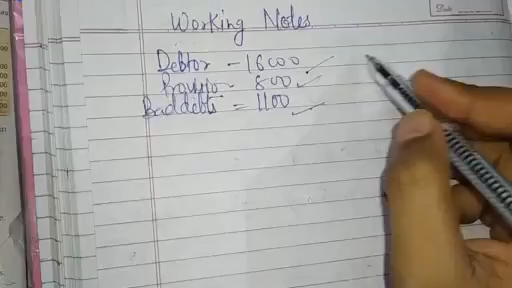 Working Notes
Debtor - 16000
Provision - 800
Bad debts = 1100